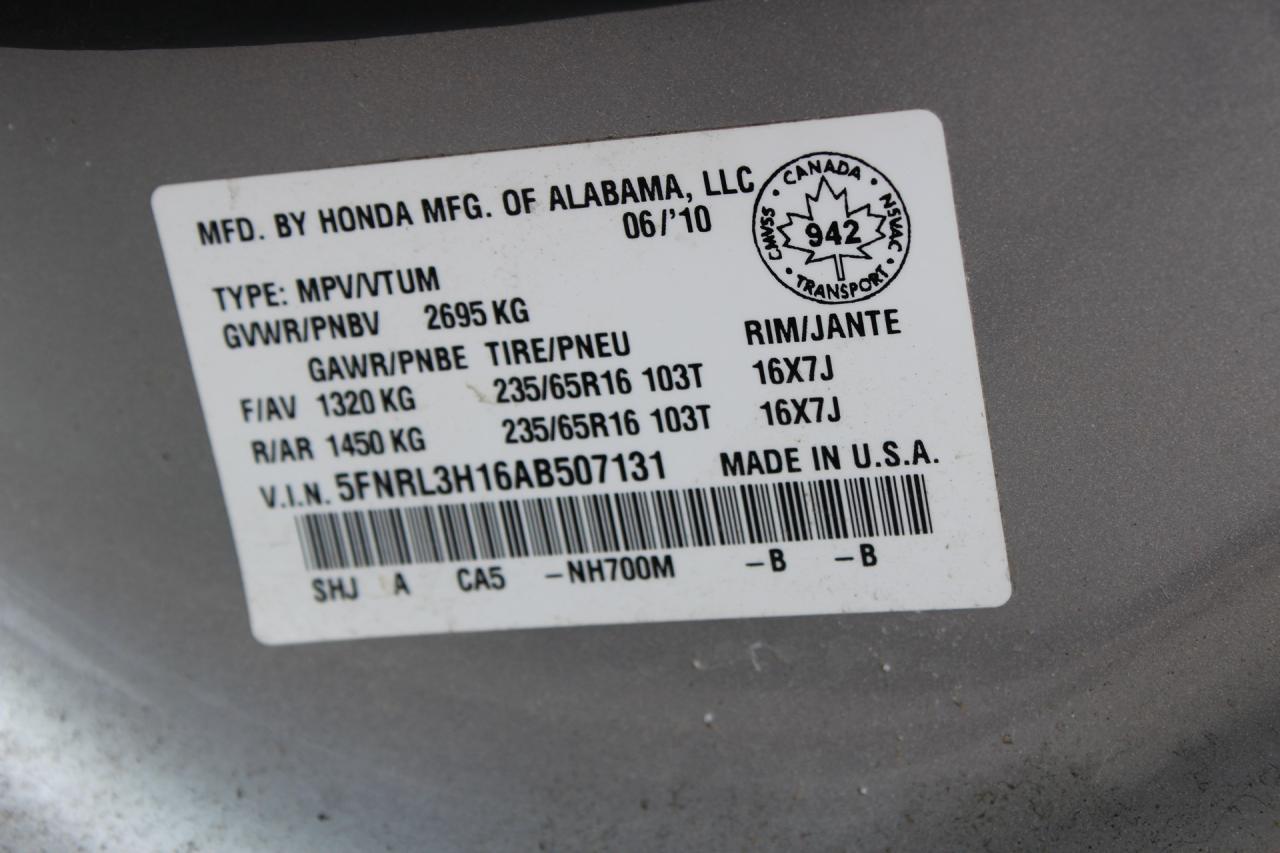 MFD. BY HONDA MFG. OF ALABAMA, LLC
06/'10
CANADA • NSVAC • TRANSPORT • CMVSS •
942
TYPE: MPV/VTUM
GVWR/PNBV 2695 KG
GAWR/PNBE TIRE/PNEU RIM/JANTE
F/AV 1320 KG 235/65R16 103T 16X7J
R/AR 1450 KG 235/65R16 103T 16X7J
V.I.N. 5FNRL3H16AB507131 MADE IN U.S.A.
SHJ A CA5 –NH700M –B –B